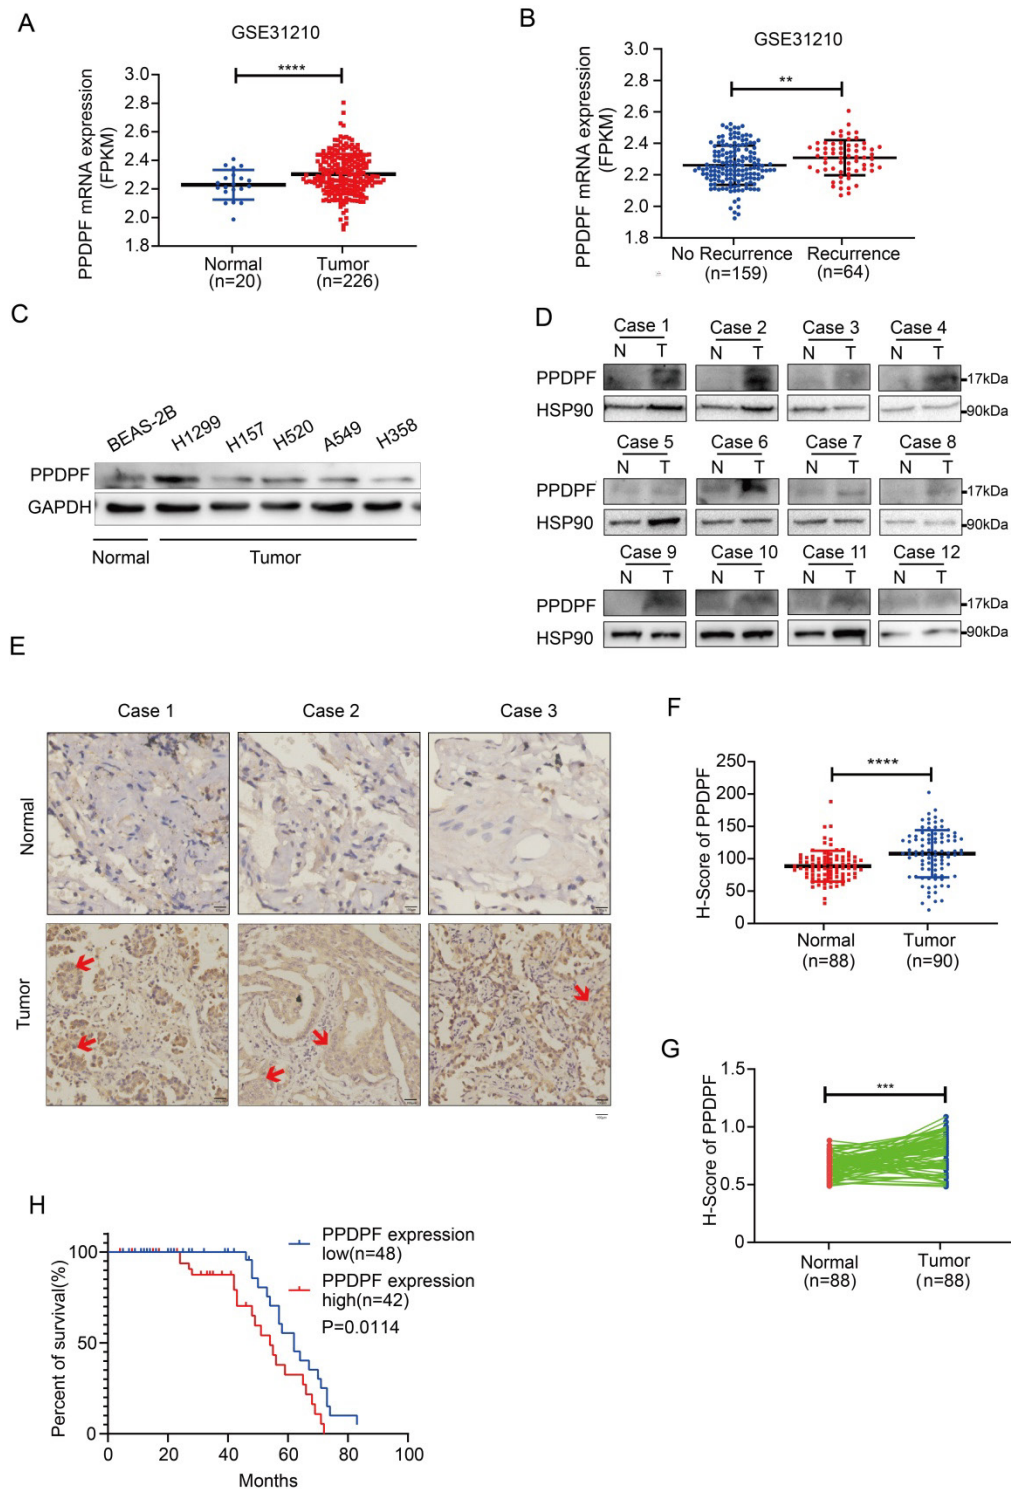 A
GSE31210
****
PPDPF mRNA expression
(FPKM)
3.0
2.8
2.6
2.4
2.2
2.0
1.8
Normal
(n=20)
Tumor
(n=226)
B
GSE31210
**
PPDPF mRNA expression
(FPKM)
3.0
2.8
2.6
2.4
2.2
2.0
1.8
No Recurrence
(n=159)
Recurrence
(n=64)
C
BEAS-2B
H1299
H157
H520
A549
H358
PPDPF
GAPDH
Normal
Tumor
D
Case 1
Case 2
Case 3
Case 4
N T N T N T N T
PPDPF
17kDa
HSP90
90kDa
Case 5
Case 6
Case 7
Case 8
N T N T N T N T
PPDPF
17kDa
HSP90
90kDa
Case 9
Case 10
Case 11
Case 12
N T N T N T N T
PPDPF
17kDa
HSP90
90kDa
E
Case 1
Case 2
Case 3
Normal
Tumor
F
****
H-Score of PPDPF
250
200
150
100
50
0
Normal
(n=88)
Tumor
(n=90)
G
***
H-Score of PPDPF
1.5
1.0
0.5
0
Normal
(n=88)
Tumor
(n=88)
H
PPDPF expression
low(n=48)
PPDPF expression
high(n=42)
P=0.0114
Percent of survival(%)
100
50
0
0 20 40 60 80 100
Months